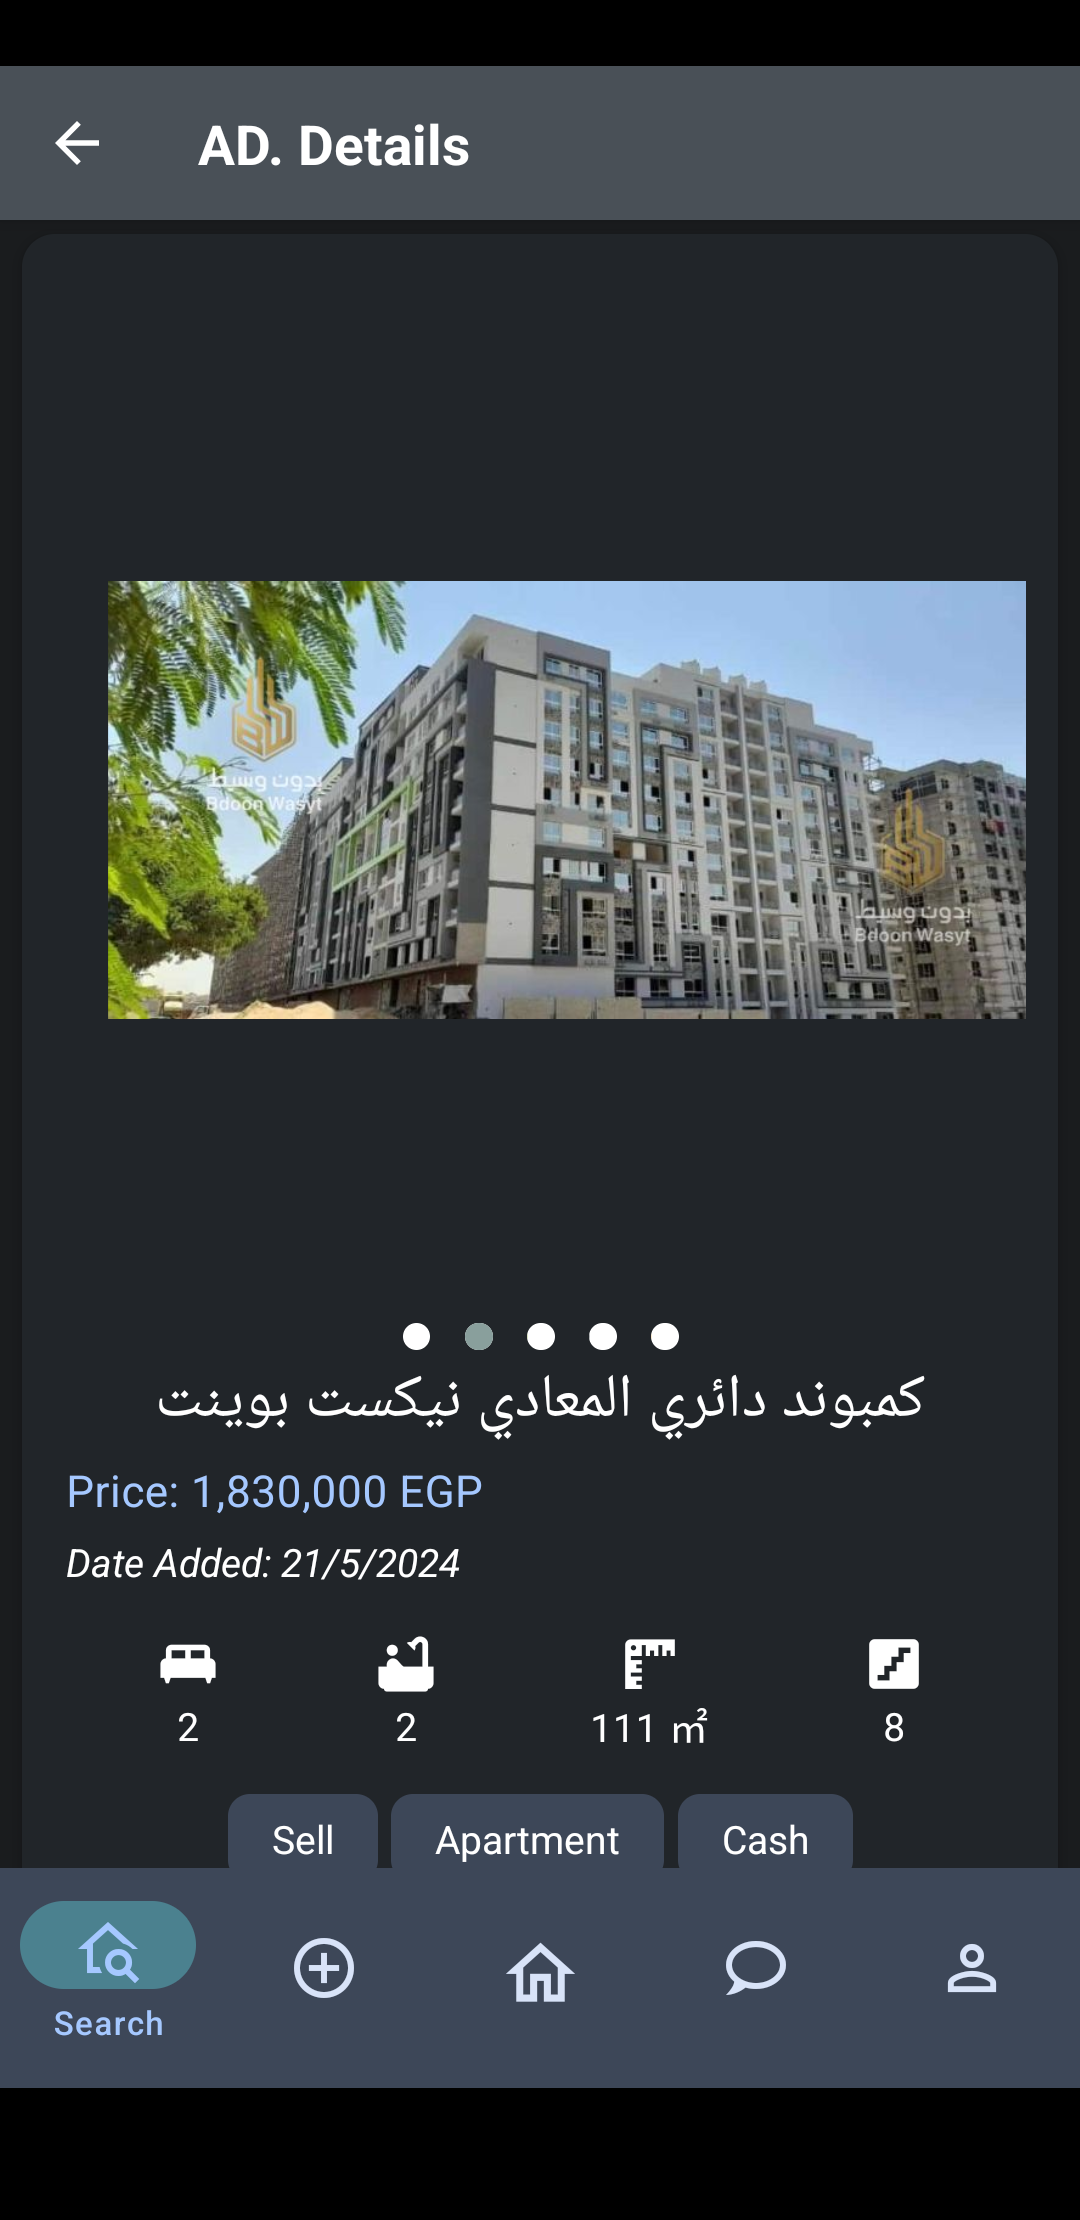 AD. Details
بدون وسيط
Bdoon Wasyt
بدون وسيط
Bdoon Wasyt
كمبوند دائري المعادي نيكست بوينت
Price: 1,830,000 EGP
Date Added: 21/5/2024
2 2 111 m² 8
Sell Apartment Cash
Search